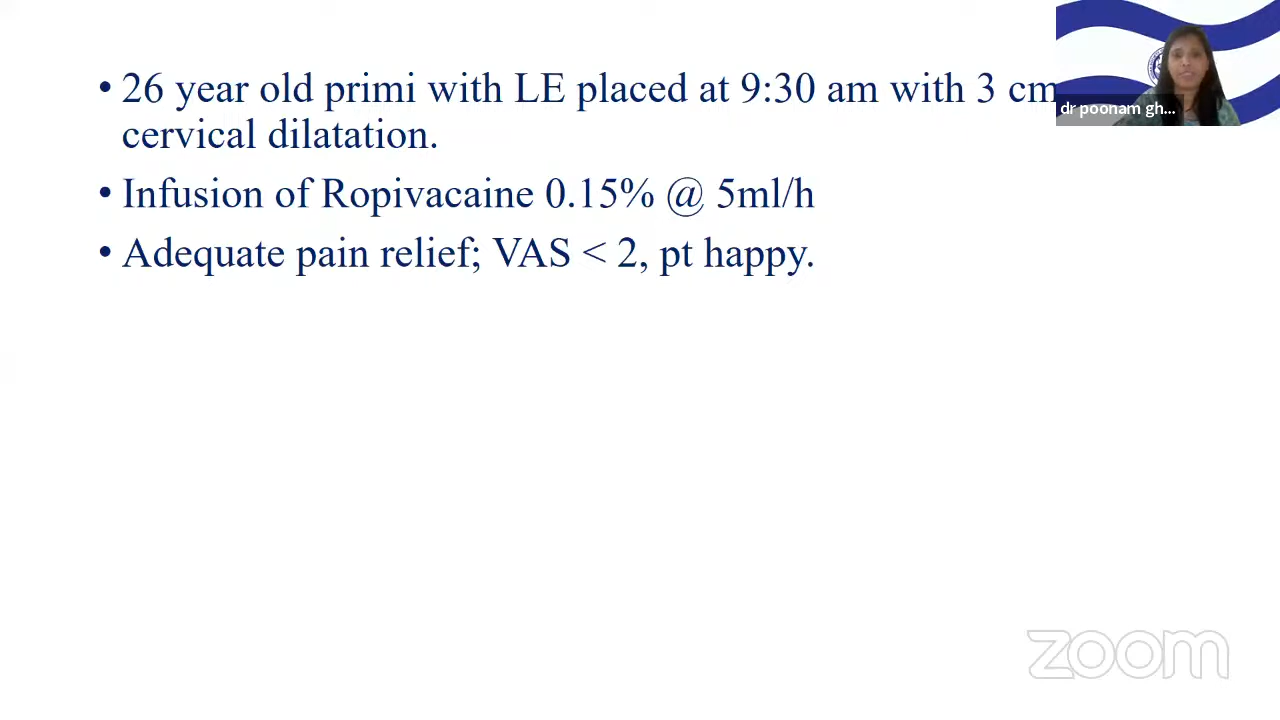 • 26 year old primi with LE placed at 9:30 am with 3 cm
cervical dilatation.
• Infusion of Ropivacaine 0.15% @ 5ml/h
• Adequate pain relief; VAS < 2, pt happy.
dr poonam gh...
zoom